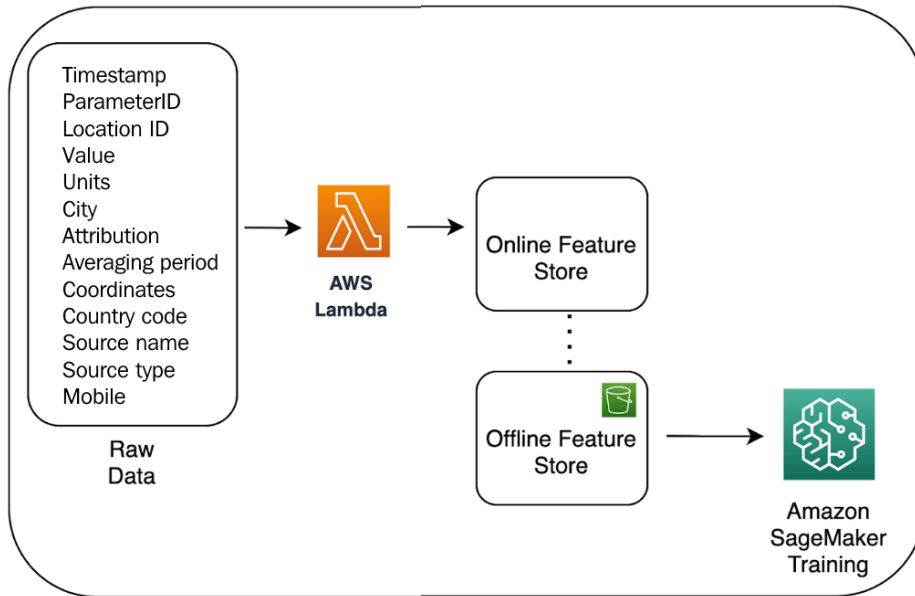 Timestamp
ParameterID
Location ID
Value
Units
City
Attribution
Averaging period
Coordinates
Country code
Source name
Source type
Mobile
Raw
Data
AWS
Lambda
Online Feature
Store
Offline Feature
Store
Amazon
SageMaker
Training